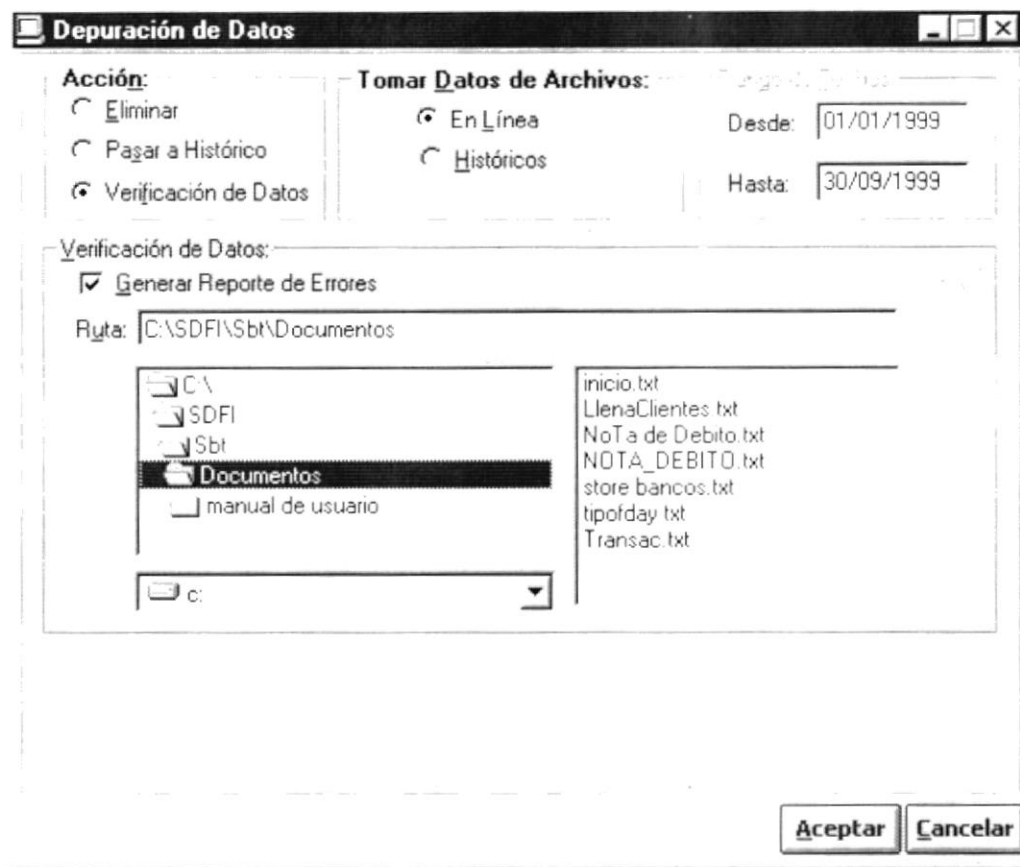 Depuración de Datos
Acción:
Eliminar
Pasar a Histórico
Verificación de Datos
Tomar Datos de Archivos:
En Línea
Históricos
Desde: 01/01/1999
Hasta: 30/09/1999
Verificación de Datos:
Generar Reporte de Errores
Ruta: C:\SDFI\Sbt\Documentos
C:\
SDFI
Sbt
Documentos
manual de usuario
c:
inicio.txt
LlenaClientes.txt
NoTa de Debito.txt
NOTA_DEBITO.txt
store bancos.txt
tipofday.txt
Transac.txt
Aceptar Cancelar